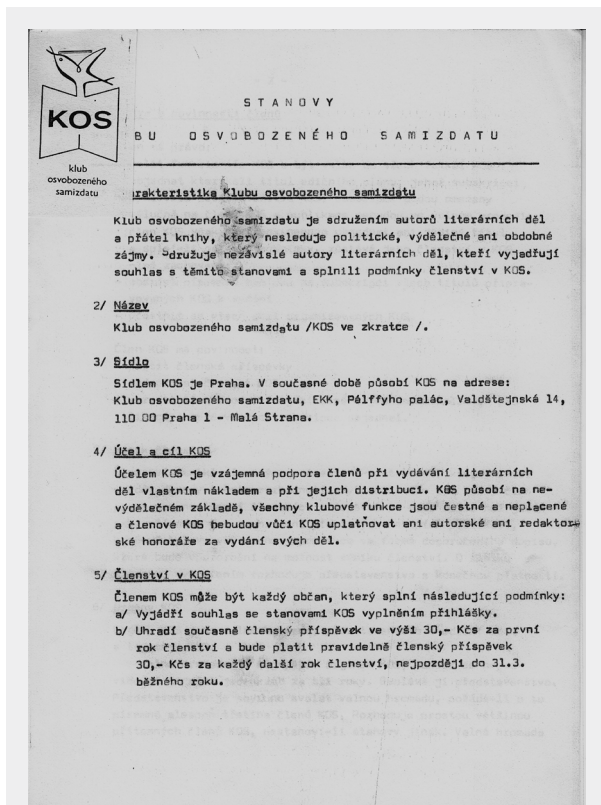 KOS
klub
osvobozeného
samizdatu
STANOVY
BU OSVOBOZENÉHO SAMIZDATU
arakteristika Klubu osvobozeného samizdatu
Klub osvobozeného samizdatu je sdružením autorů literárních děl
a přátel knihy, který nesleduje politické, výdělečné ani obdobné
zájmy. Sdružuje nezávislé autory literárních děl, kteří vyjadřují
souhlas s těmito stanovami a splnili podmínky členství v KOS.
2/ Název
Klub osvobozeného samizdatu /KOS ve zkratce /.
3/ Sídlo
Sídlem KOS je Praha. V současné době působí KOS na adrese:
Klub osvobozeného samizdatu, EKK, Pélffyho palác, Valdštejnská 14,
110 00 Praha 1 - Malá Strana.
4/ Účel a cíl KOS
Účelem KOS je vzájemná podpora členů při vydávání literárních
děl vlastním nákladem a při jejich distribuci. KOS působí na ne-
výdělečném základě, všechny klubové funkce jsou čestné a neplacené
a členové KOS nebudou vůči KOS uplatňovat ani autorské ani redaktor
ské honoráře za vydání svých děl.
5/ Členství v KOS
Členem KOS může být každý občan, který splní následující podmínky:
a/ Vyjádří souhlas se stanovami KOS vyplněním přihlášky.
b/ Uhradí současně členský příspěvek ve výši 30,- Kčs za první
rok členství a bude platit pravidelně členský příspěvek
30,- Kčs za každý další rok členství, nejpozději do 31.3.
běžného roku.